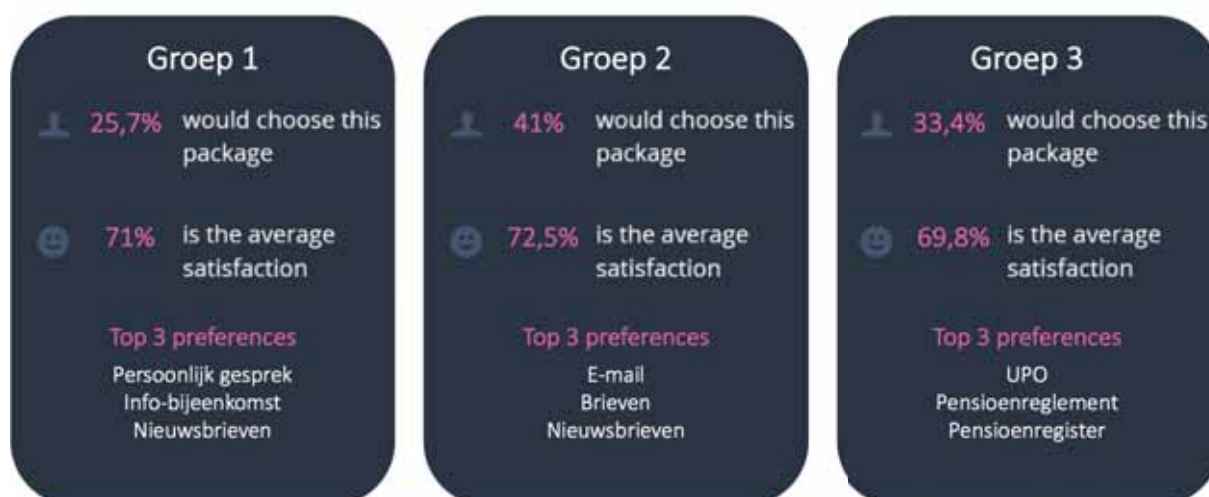 Groep 1
25,7% would choose this
package
71% is the average
satisfaction
Top 3 preferences
Persoonlijk gesprek
Info-bijeenkomst
Nieuwsbrieven
Groep 2
41% would choose this
package
72,5% is the average
satisfaction
Top 3 preferences
E-mail
Brieven
Nieuwsbrieven
Groep 3
33,4% would choose this
package
69,8% is the average
satisfaction
Top 3 preferences
UPO
Pensioenreglement
Pensioenregister